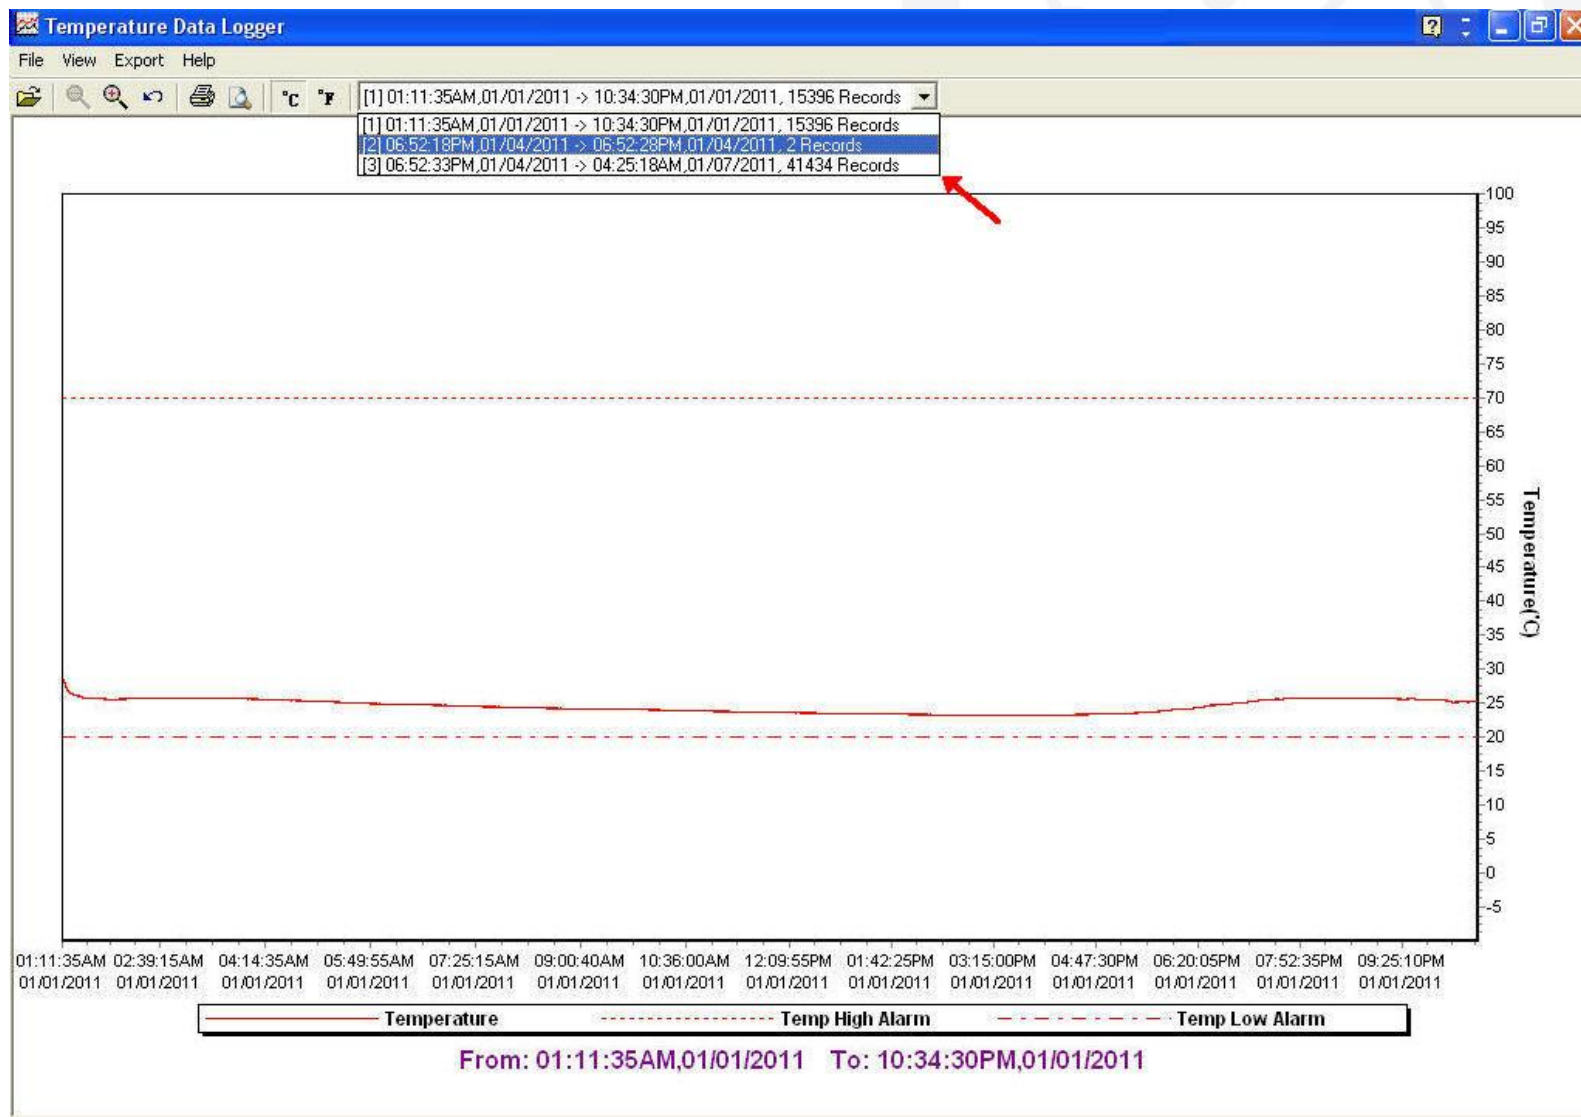 Temperature Data Logger
File View Export Help
°C °F [1] 01:11:35AM,01/01/2011 -> 10:34:30PM,01/01/2011, 15396 Records
[1] 01:11:35AM,01/01/2011 -> 10:34:30PM,01/01/2011, 15396 Records
[2] 06:52:18PM,01/04/2011 -> 06:52:28PM,01/04/2011, 2 Records
[3] 06:52:33PM,01/04/2011 -> 04:25:18AM,01/07/2011, 41434 Records
100
95
90
85
80
75
70
65
60
55
50
45
40
35
30
25
20
15
10
5
0
-5
Temperature(°C)
01:11:35AM 02:39:15AM 04:14:35AM 05:49:55AM 07:25:15AM 09:00:40AM 10:36:00AM 12:09:55PM 01:42:25PM 03:15:00PM 04:47:30PM 06:20:05PM 07:52:35PM 09:25:10PM
01/01/2011 01/01/2011 01/01/2011 01/01/2011 01/01/2011 01/01/2011 01/01/2011 01/01/2011 01/01/2011 01/01/2011 01/01/2011 01/01/2011 01/01/2011 01/01/2011
Temperature Temp High Alarm Temp Low Alarm
From: 01:11:35AM,01/01/2011 To: 10:34:30PM,01/01/2011